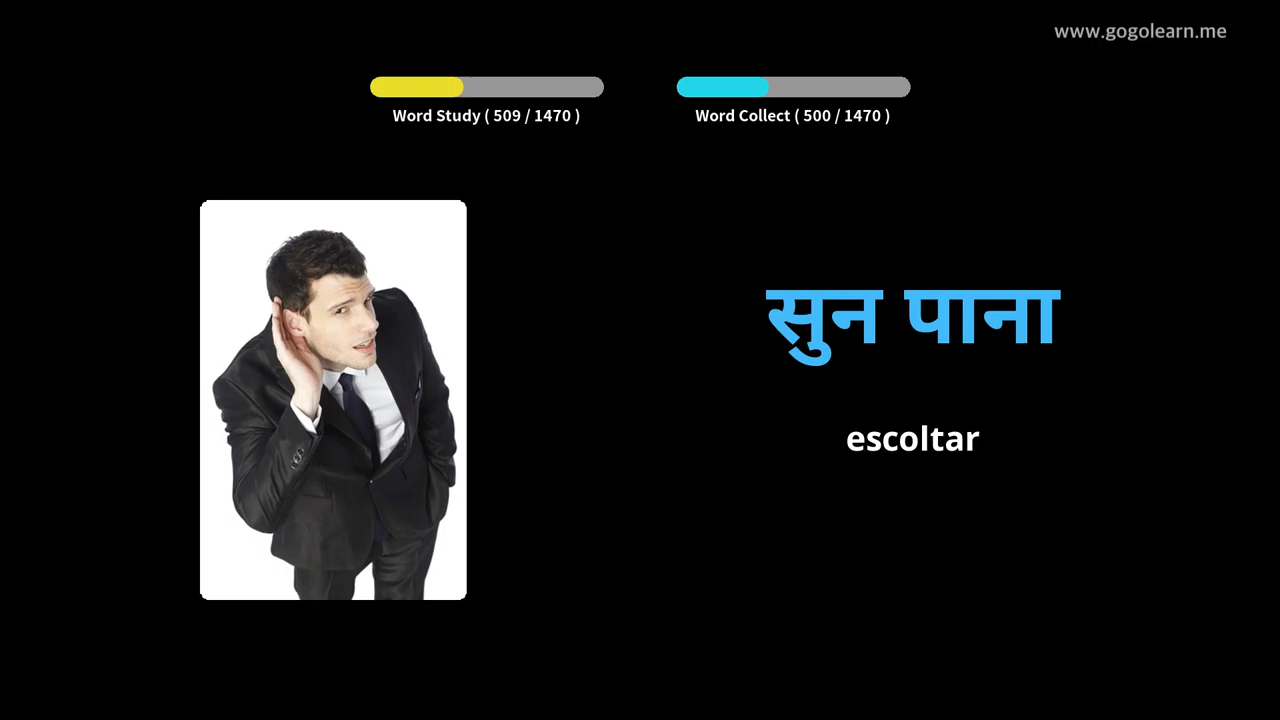 www.gogolearn.me
Word Study ( 509 / 1470 )
Word Collect ( 500 / 1470 )
सुन पाना
escoltar